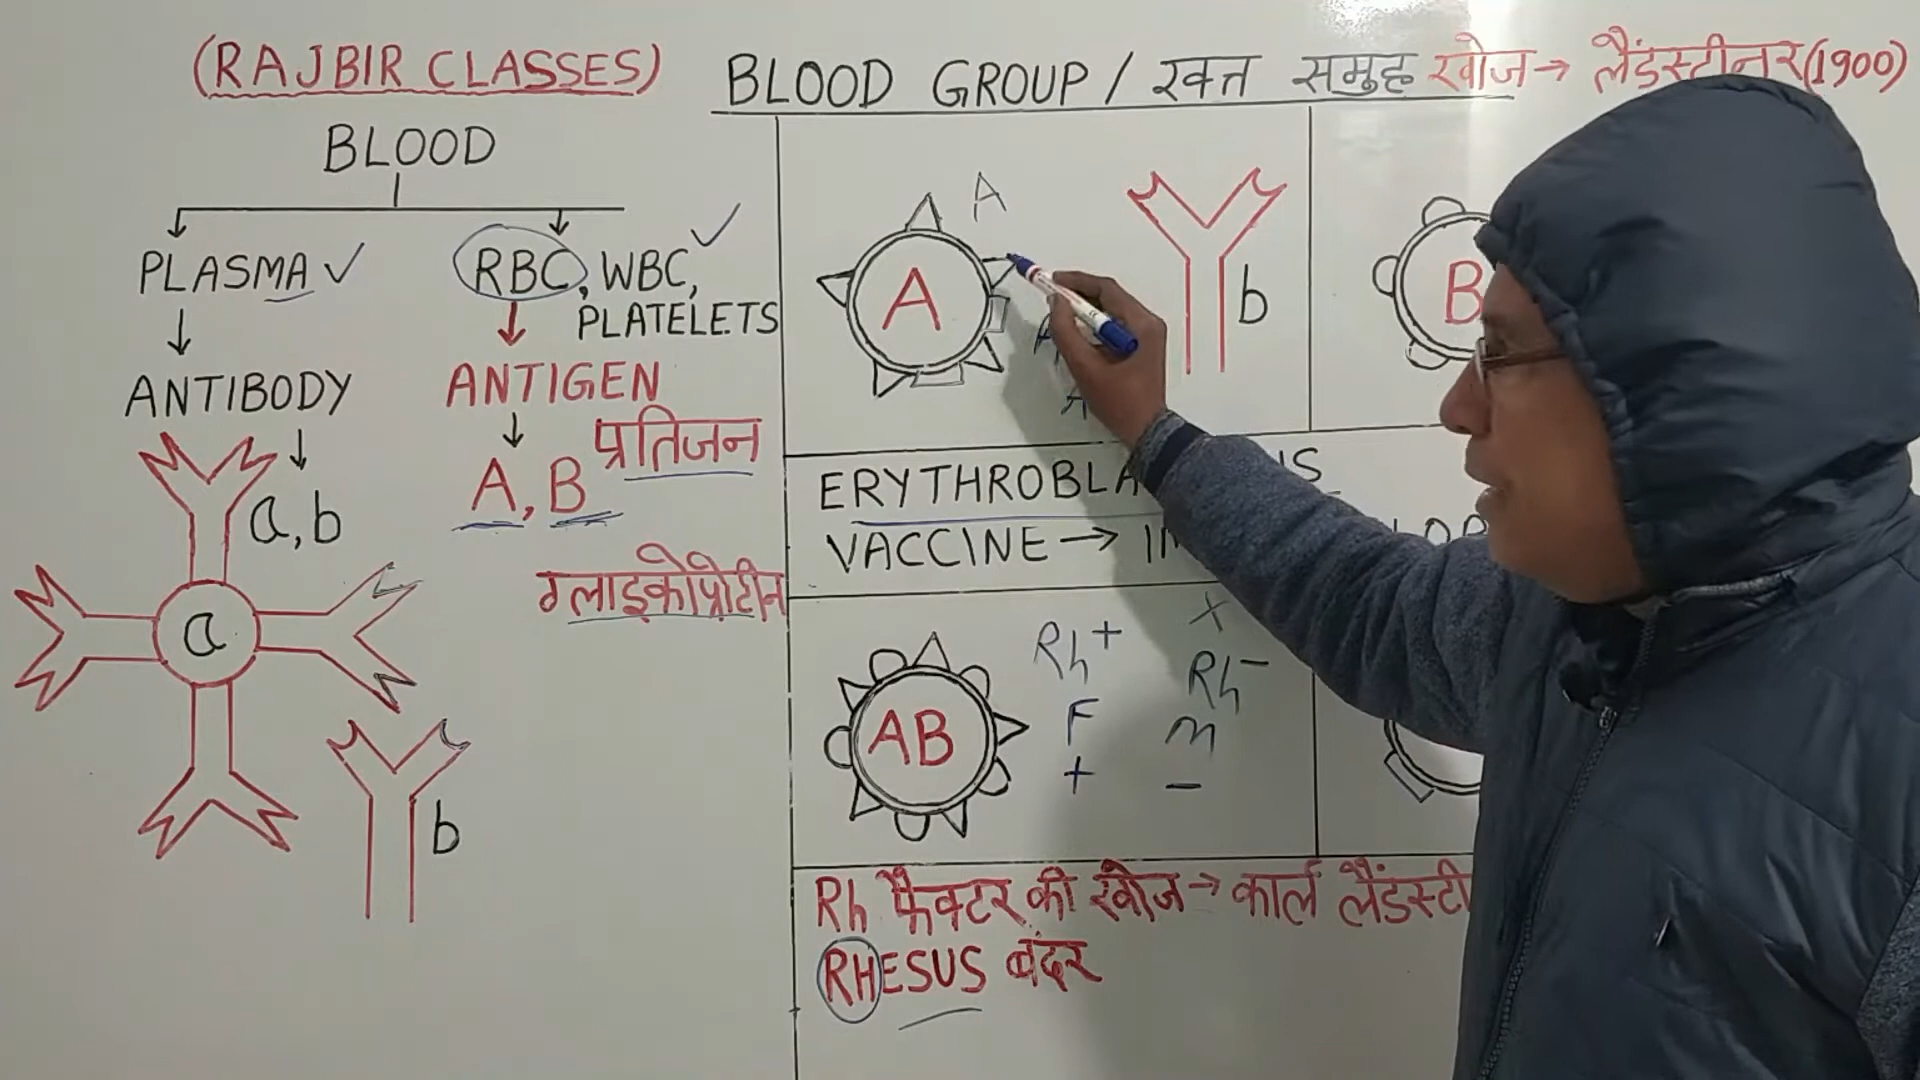 (RAJBIR CLASSES)
BLOOD GROUP / रक्त समुह खोज → लैंडस्टीनर (1900)
BLOOD
PLASMA ✓
RBC, WBC, ✓
PLATELETS
ANTIBODY
ANTIGEN
प्रतिजन
a, b
A, B
ग्लाइकोप्रोटीन
a
b
A
A
b
A
B
ERYTHROBLA
VACCINE →
AB
Rh+
x
Rh-
F
m
+
-
Rh फैक्टर की खोज → कार्ल लैंडस्टी
RHESUS बंदर